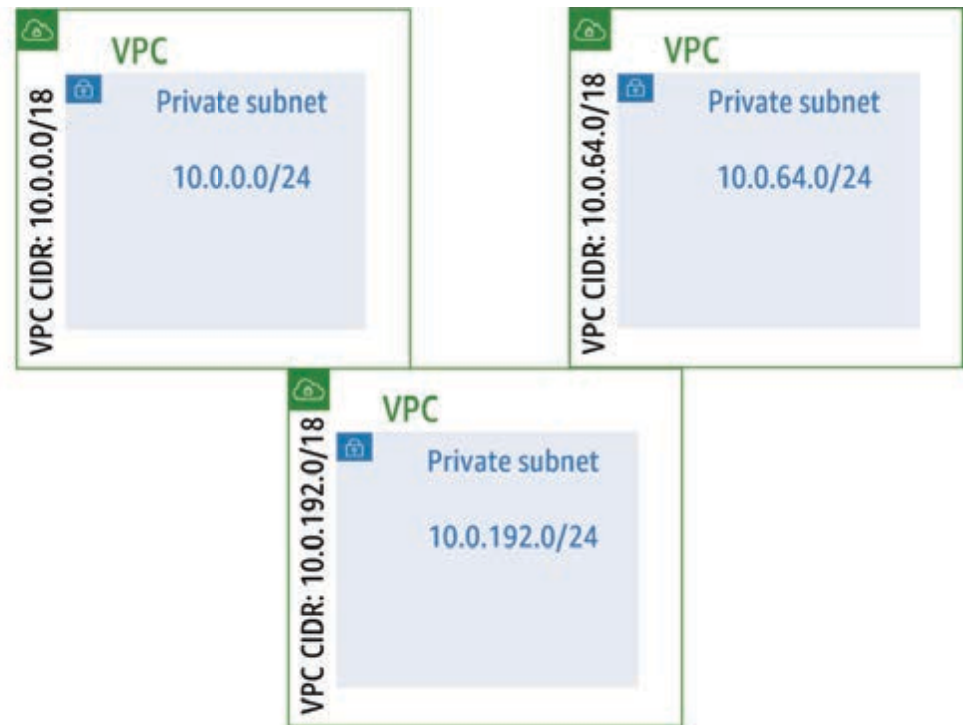 VPC
VPC CIDR: 10.0.0.0/18
Private subnet
10.0.0.0/24
VPC
VPC CIDR: 10.0.64.0/18
Private subnet
10.0.64.0/24
VPC
VPC CIDR: 10.0.192.0/18
Private subnet
10.0.192.0/24